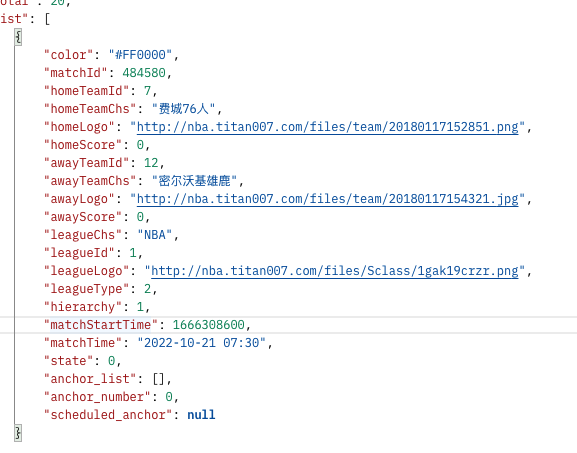 otal": 20,
ist": [
{
"color": "#FF0000",
"matchId": 484580,
"homeTeamId": 7,
"homeTeamChs": "费城76人",
"homeLogo": "http://nba.titan007.com/files/team/20180117152851.png",
"homeScore": 0,
"awayTeamId": 12,
"awayTeamChs": "密尔沃基雄鹿",
"awayLogo": "http://nba.titan007.com/files/team/20180117154321.jpg",
"awayScore": 0,
"leagueChs": "NBA",
"leagueId": 1,
"leagueLogo": "http://nba.titan007.com/files/Sclass/1gak19crzr.png",
"leagueType": 2,
"hierarchy": 1,
"matchStartTime": 1666308600,
"matchTime": "2022-10-21 07:30",
"state": 0,
"anchor_list": [],
"anchor_number": 0,
"scheduled_anchor": null
}